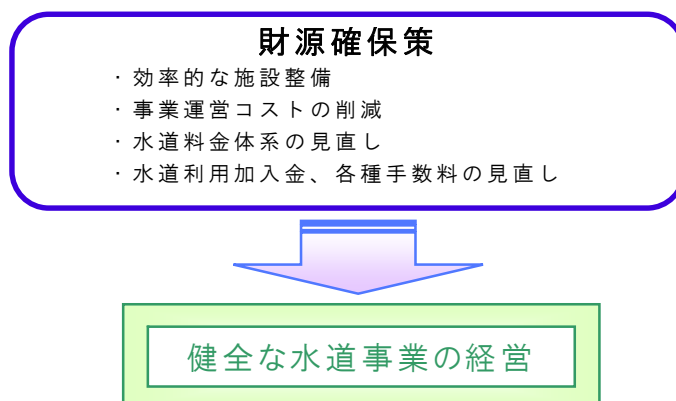 財源確保策
・効率的な施設整備
・事業運営コストの削減
・水道料金体系の見直し
・水道利用加入金、各種手数料の見直し
健全な水道事業の経営